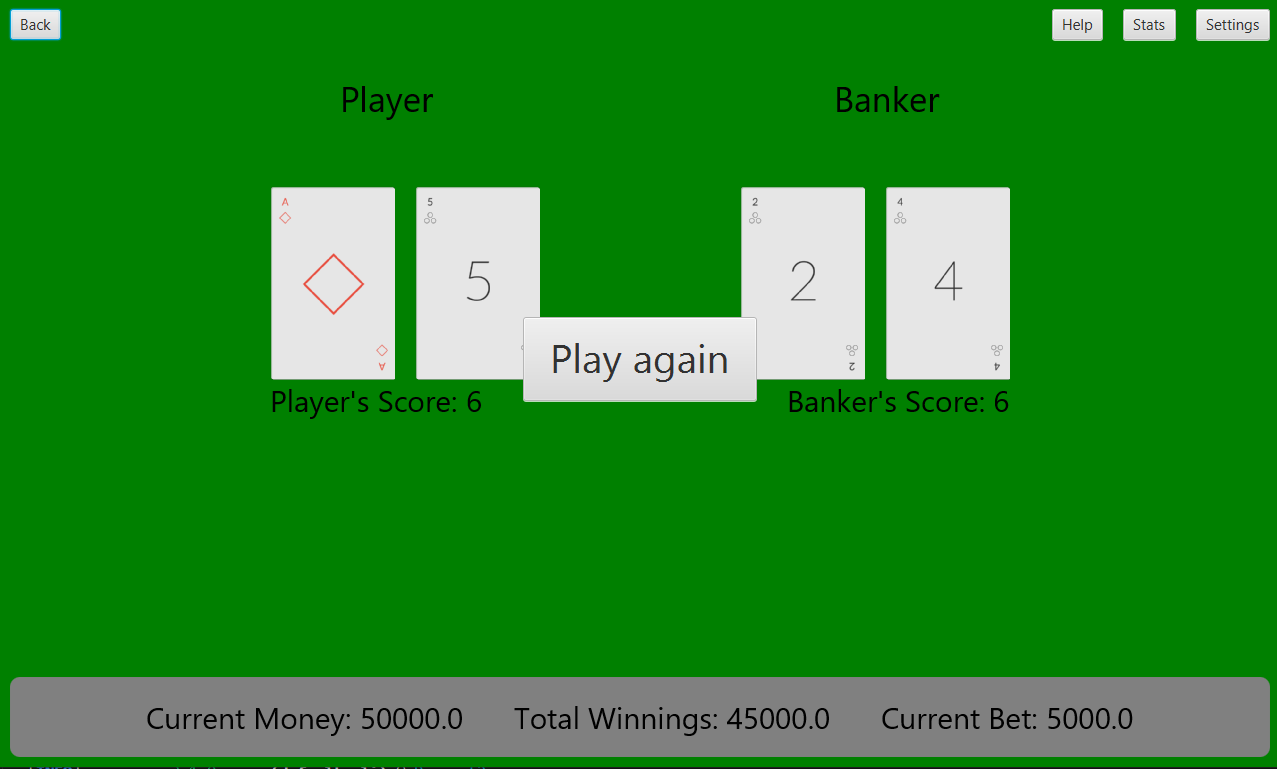 Back
Help
Stats
Settings
Player
Banker
A
5
2
4
5
2
4
A
2
4
Play again
Player's Score: 6
Banker's Score: 6
Current Money: 50000.0
Total Winnings: 45000.0
Current Bet: 5000.0